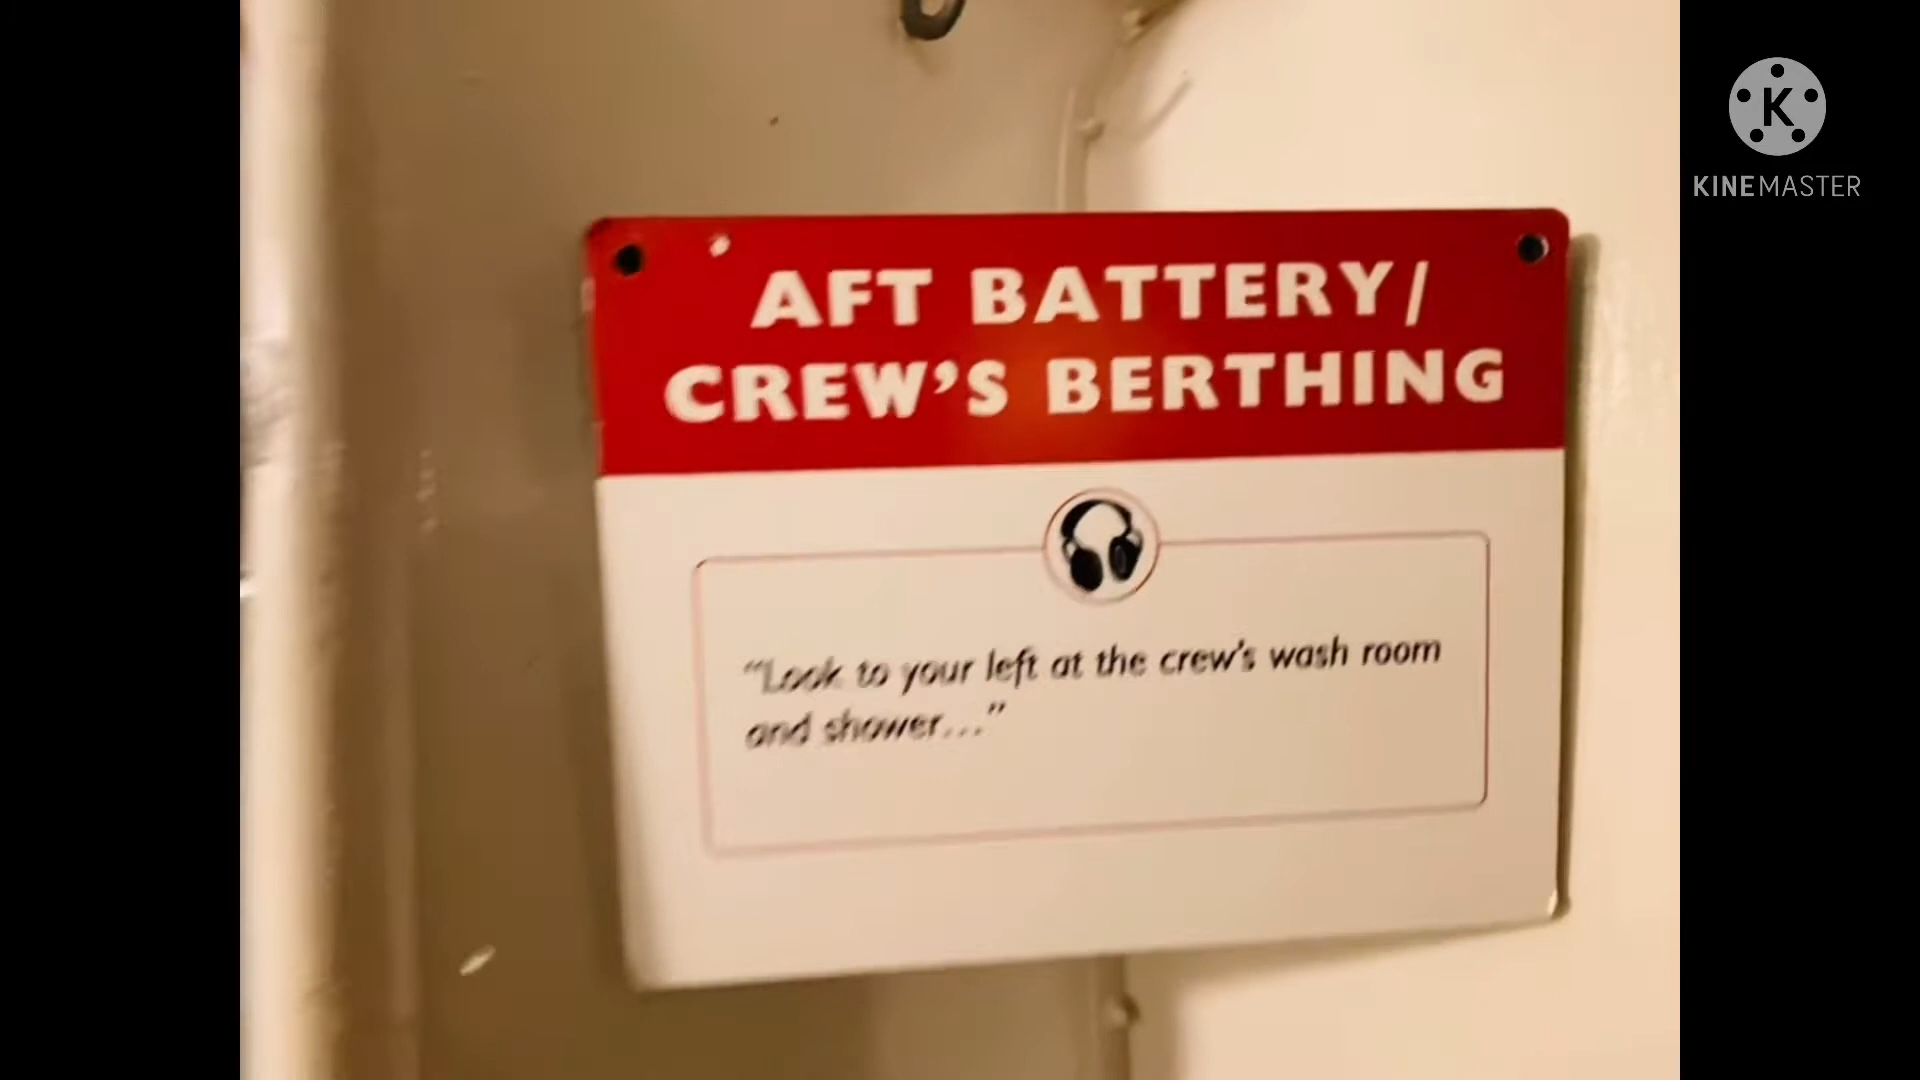 AFT BATTERY/
CREW'S BERTHING
"Look to your left at the crew's wash room
and shower..."
K
KINEMASTER